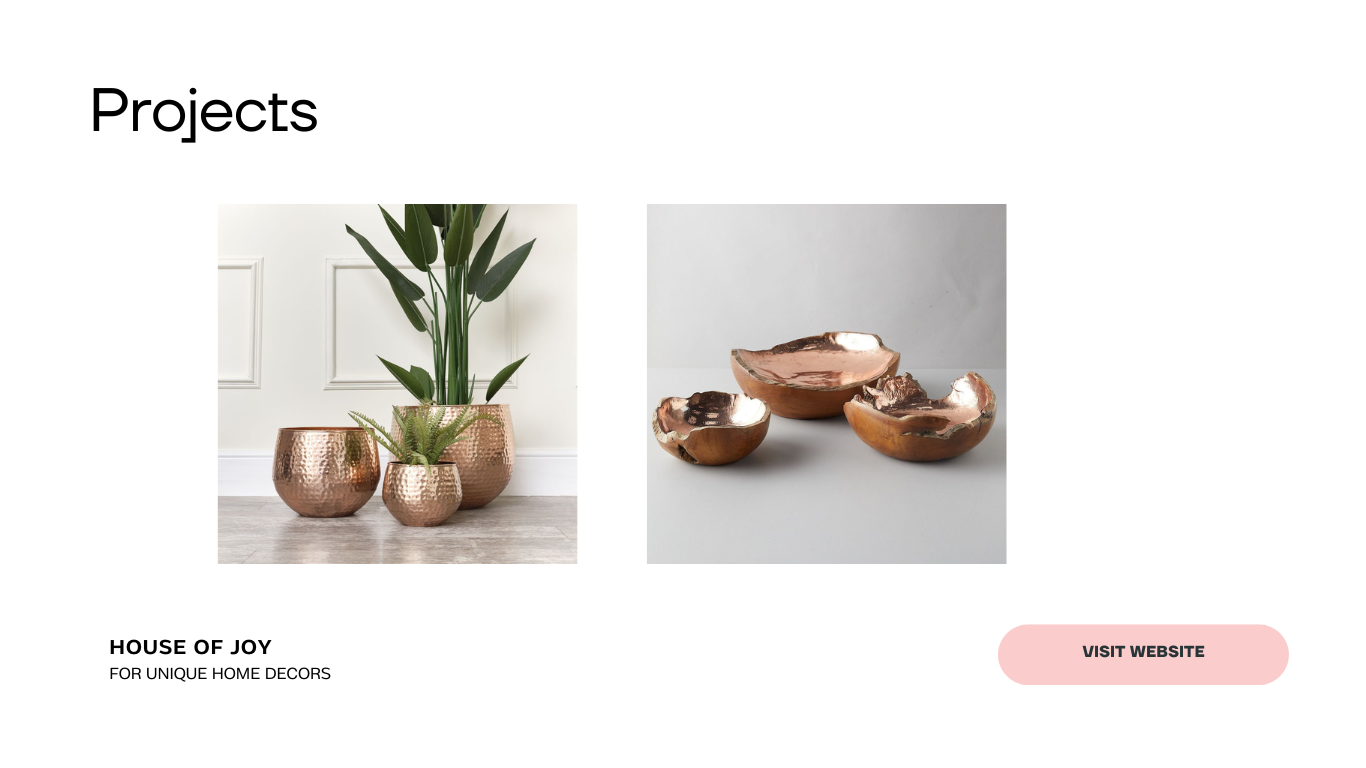 Projects
HOUSE OF JOY
FOR UNIQUE HOME DECORS
VISIT WEBSITE